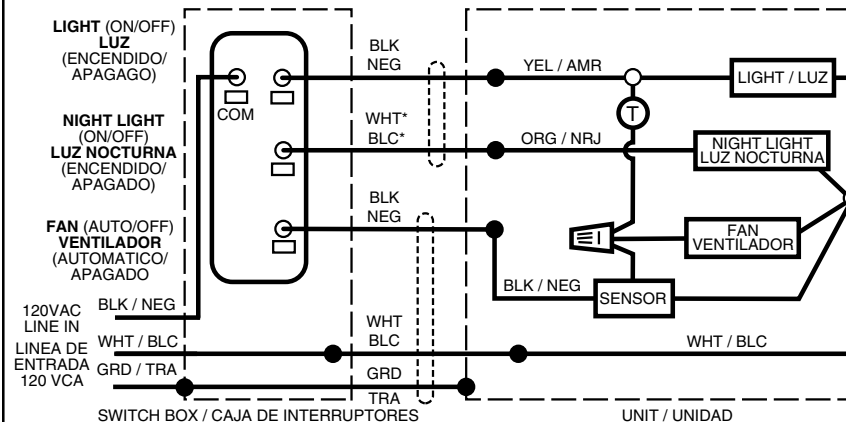 LIGHT (ON/OFF)
LUZ
(ENCENDIDO/
APAGAGO)
NIGHT LIGHT
(ON/OFF)
LUZ NOCTURNA
(ENCENDIDO/
APAGADO)
FAN (AUTO/OFF)
VENTILADOR
(AUTOMATICO/
APAGADO
120VAC
LINE IN
LINEA DE
ENTRADA
120 VCA
BLK / NEG
WHT / BLC
GRD / TRA
COM
BLK
NEG
WHT*
BLC*
BLK
NEG
WHT
BLC
GRD
TRA
YEL / AMR
T
LIGHT / LUZ
ORG / NRJ
NIGHT LIGHT
LUZ NOCTURNA
FAN
VENTILADOR
BLK / NEG
SENSOR
WHT / BLC
SWITCH BOX / CAJA DE INTERRUPTORES
UNIT / UNIDAD